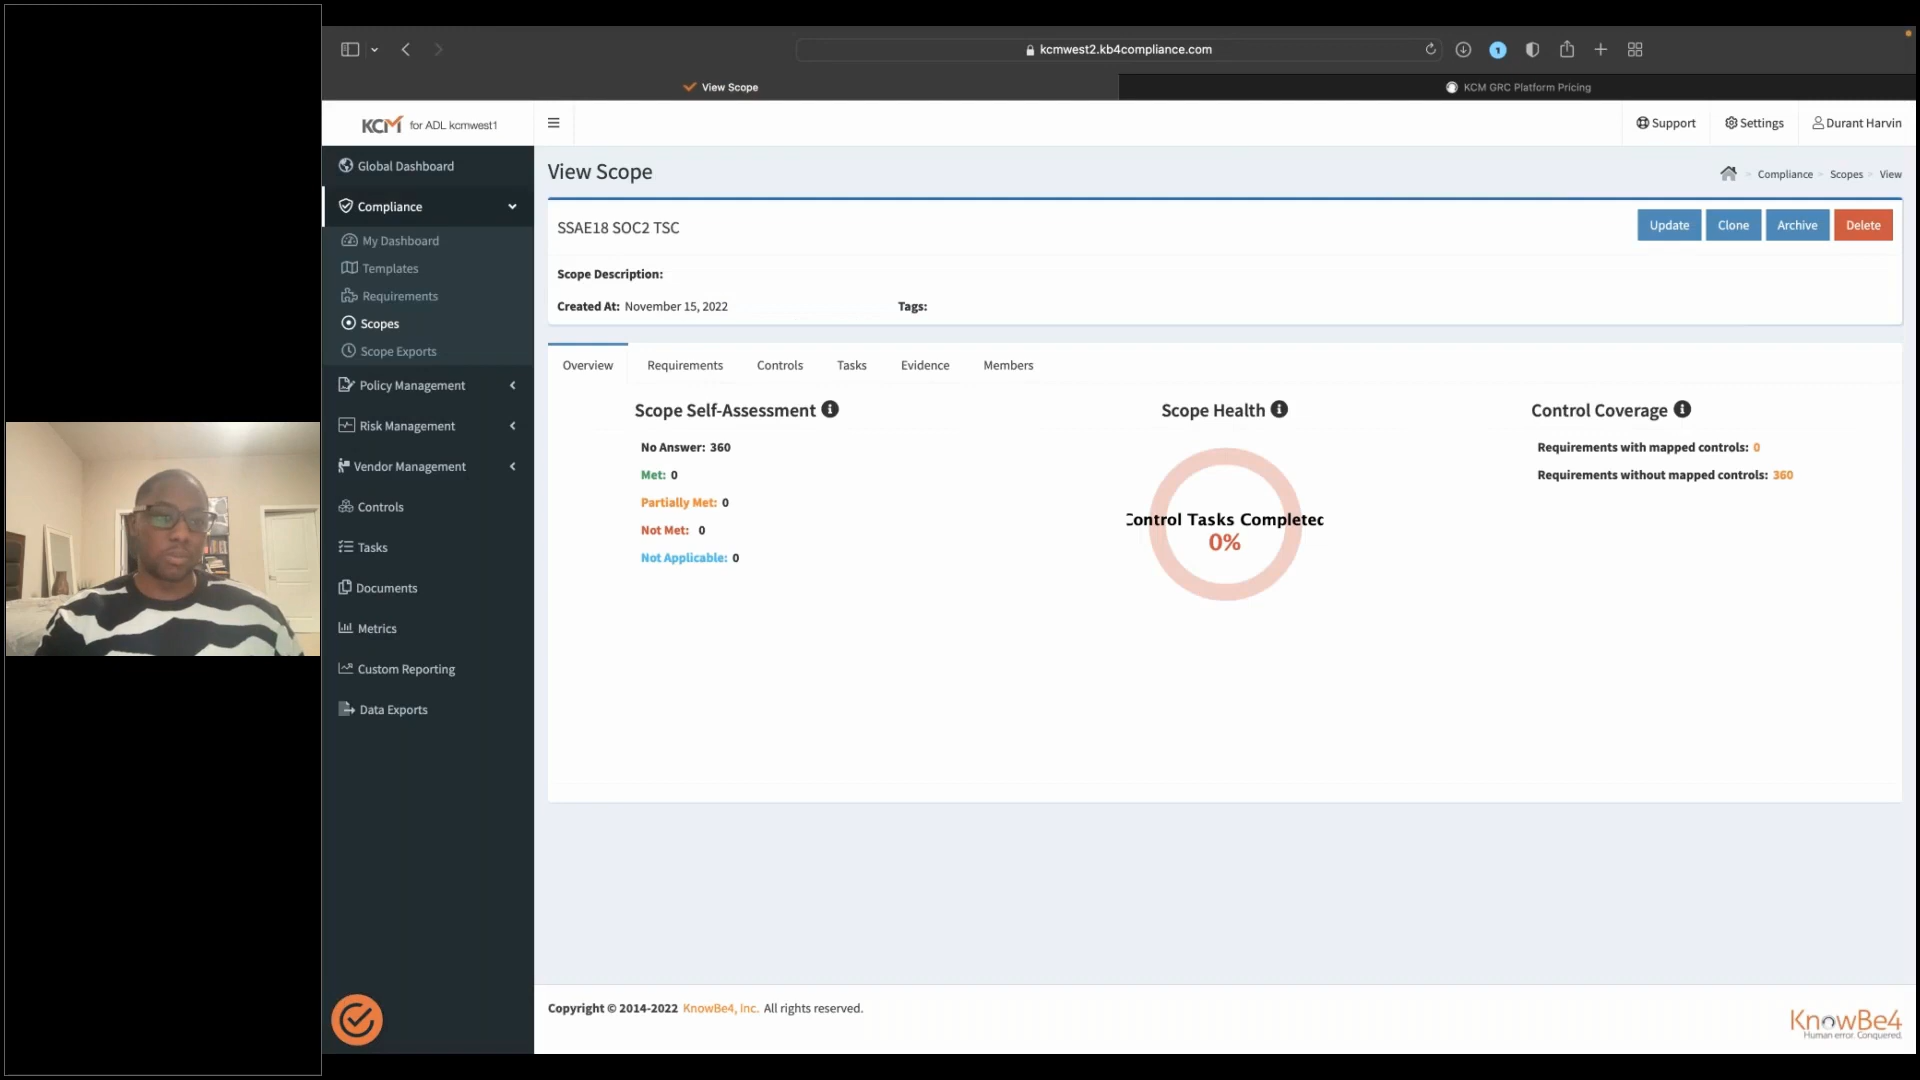 kcmwest2.kb4compliance.com
View Scope
KCM GRC Platform Pricing
KCM for ADL kcmwest1
Support
Settings
Durant Harvin
Global Dashboard
Compliance
My Dashboard
Templates
Requirements
Scopes
Scope Exports
Policy Management
Risk Management
Vendor Management
Controls
Tasks
Documents
Metrics
Custom Reporting
Data Exports
View Scope
Compliance
Scopes
View
SSAE18 SOC2 TSC
Update
Clone
Archive
Delete
Scope Description:
Created At: November 15, 2022
Tags:
Overview
Requirements
Controls
Tasks
Evidence
Members
Scope Self-Assessment
No Answer: 360
Met: 0
Partially Met: 0
Not Met: 0
Not Applicable: 0
Scope Health
Control Tasks Completed
0%
Control Coverage
Requirements with mapped controls: 0
Requirements without mapped controls: 360
Copyright © 2014-2022 KnowBe4, Inc. All rights reserved.
KnowBe4
Human error. Conquered.